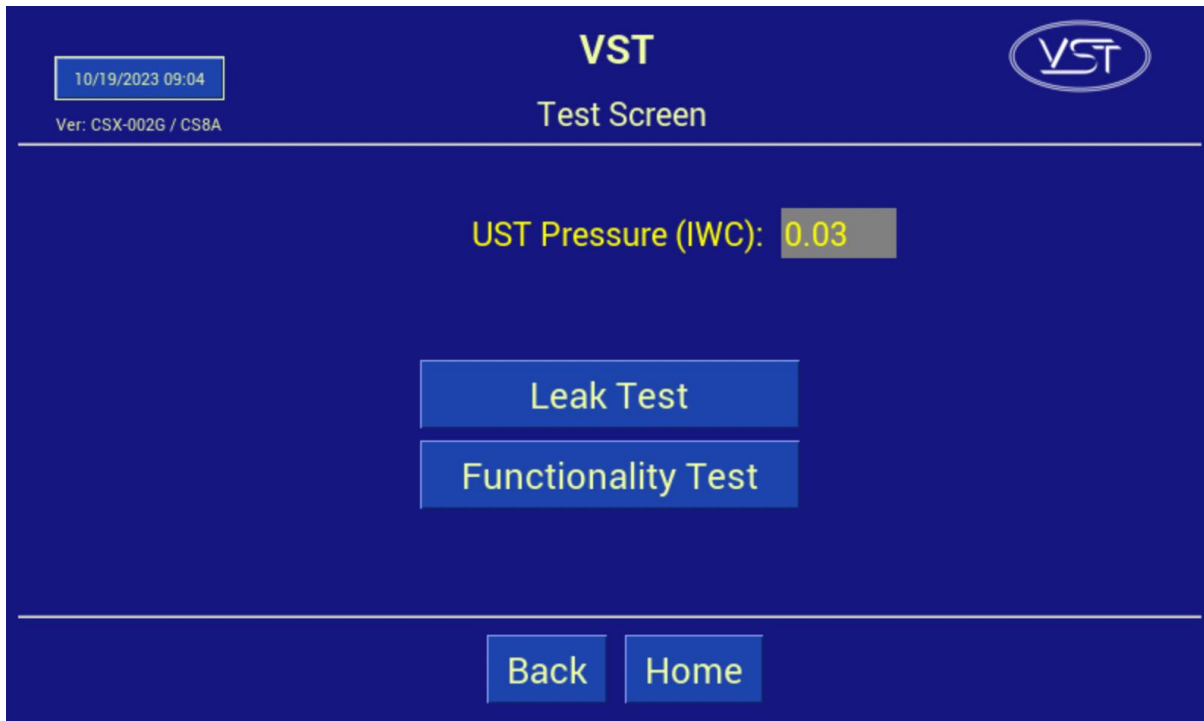 VST
10/19/2023 09:04
VST
Test Screen
Ver: CSX-002G / CS8A
UST Pressure (IWC): 0.03
Leak Test
Functionality Test
Back Home